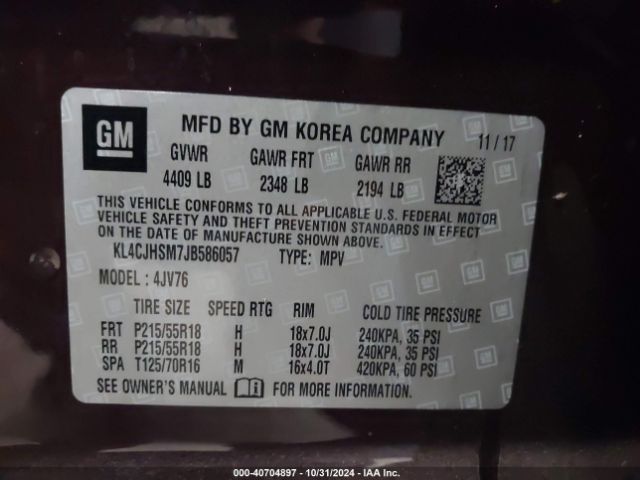 GM MFD BY GM KOREA COMPANY 11/17
GVWR GAWR FRT GAWR RR
4409 LB 2348 LB 2194 LB
THIS VEHICLE CONFORMS TO ALL APPLICABLE U.S. FEDERAL MOTOR
VEHICLE SAFETY AND THEFT PREVENTION STANDARDS IN EFFECT
ON THE DATE OF MANUFACTURE SHOWN ABOVE.
KL4CJHSM7JB586057 TYPE: MPV
MODEL : 4JV76
TIRE SIZE SPEED RTG RIM COLD TIRE PRESSURE
FRT P215/55R18 H 18x7.0J 240KPA, 35 PSI
RR P215/55R18 H 18x7.0J 240KPA, 35 PSI
SPA T125/70R16 M 16x4.0T 420KPA, 60 PSI
SEE OWNER'S MANUAL FOR MORE INFORMATION.
000-40704897 - 10/31/2024 - IAA Inc.